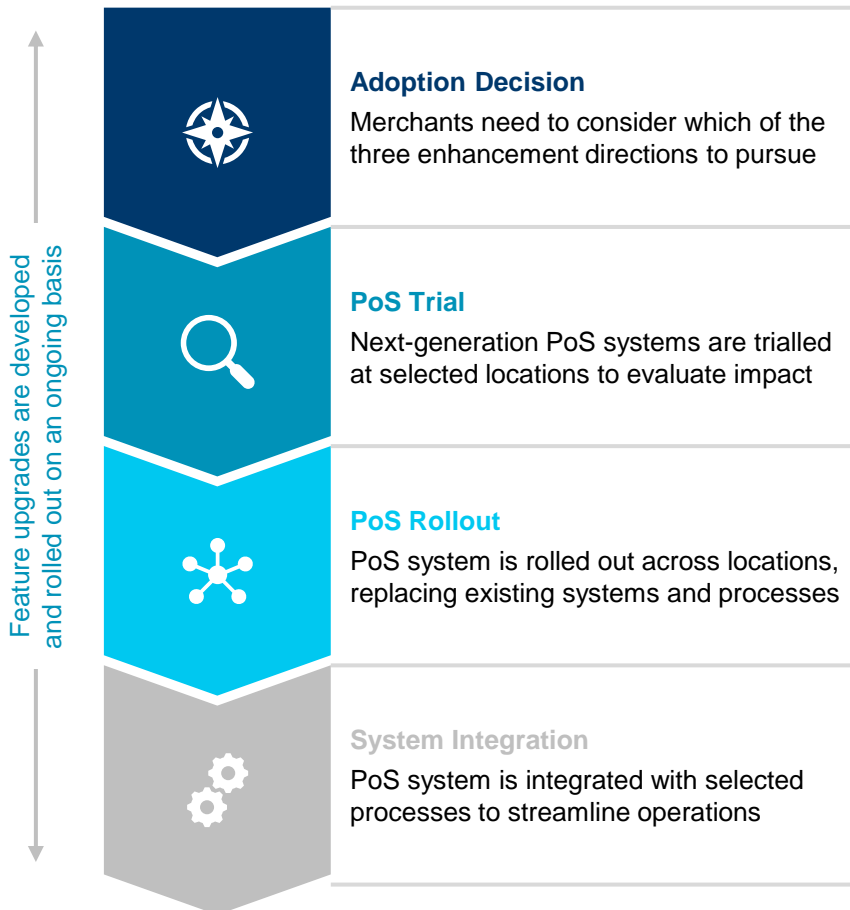 Feature upgrades are developed
and rolled out on an ongoing basis
Adoption Decision
Merchants need to consider which of the
three enhancement directions to pursue
PoS Trial
Next-generation PoS systems are trialled
at selected locations to evaluate impact
PoS Rollout
PoS system is rolled out across locations,
replacing existing systems and processes
System Integration
PoS system is integrated with selected
processes to streamline operations